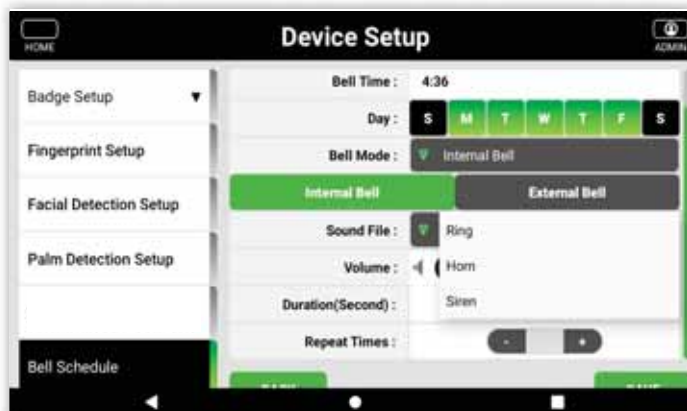 HOME
Device Setup
ADMIN
Badge Setup
Fingerprint Setup
Facial Detection Setup
Palm Detection Setup
Bell Schedule
Bell Time : 4:36
Day : S M T W T F S
Bell Mode : Internal Bell
Internal Bell External Bell
Sound File : Ring
Volume : Horn
Duration(Second) : Siren
Repeat Times : - +
BACK SAVE